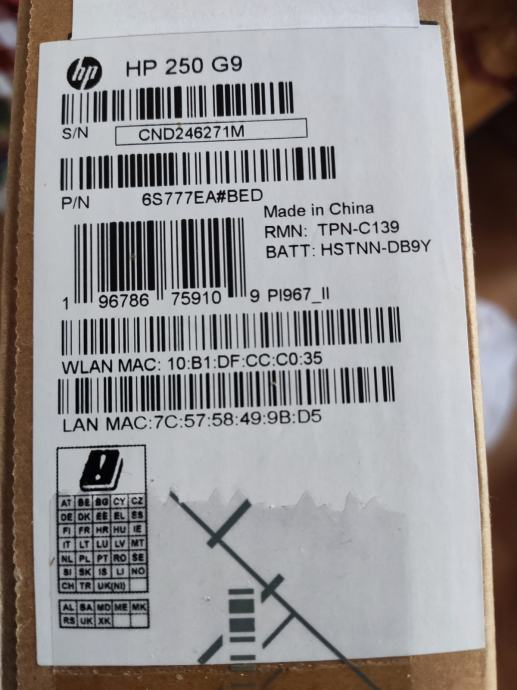 hp HP 250 G9
S/N CND246271M
P/N 6S777EA#BED
Made in China
RMN: TPN-C139
BATT: HSTNN-DB9Y
1 96786 75910 9 PI967_II
WLAN MAC: 10:B1:DF:CC:C0:35
LAN MAC:7C:57:58:49:9B:D5
!
AT BE BG CY CZ
DE DK EE EL ES
FI FR HR HU IE
IT LT LU LV MT
NL PL PT RO SE
SI SK IS LI NO
CH TR UK(NI)
AL BA MD ME MK
RS UK XK